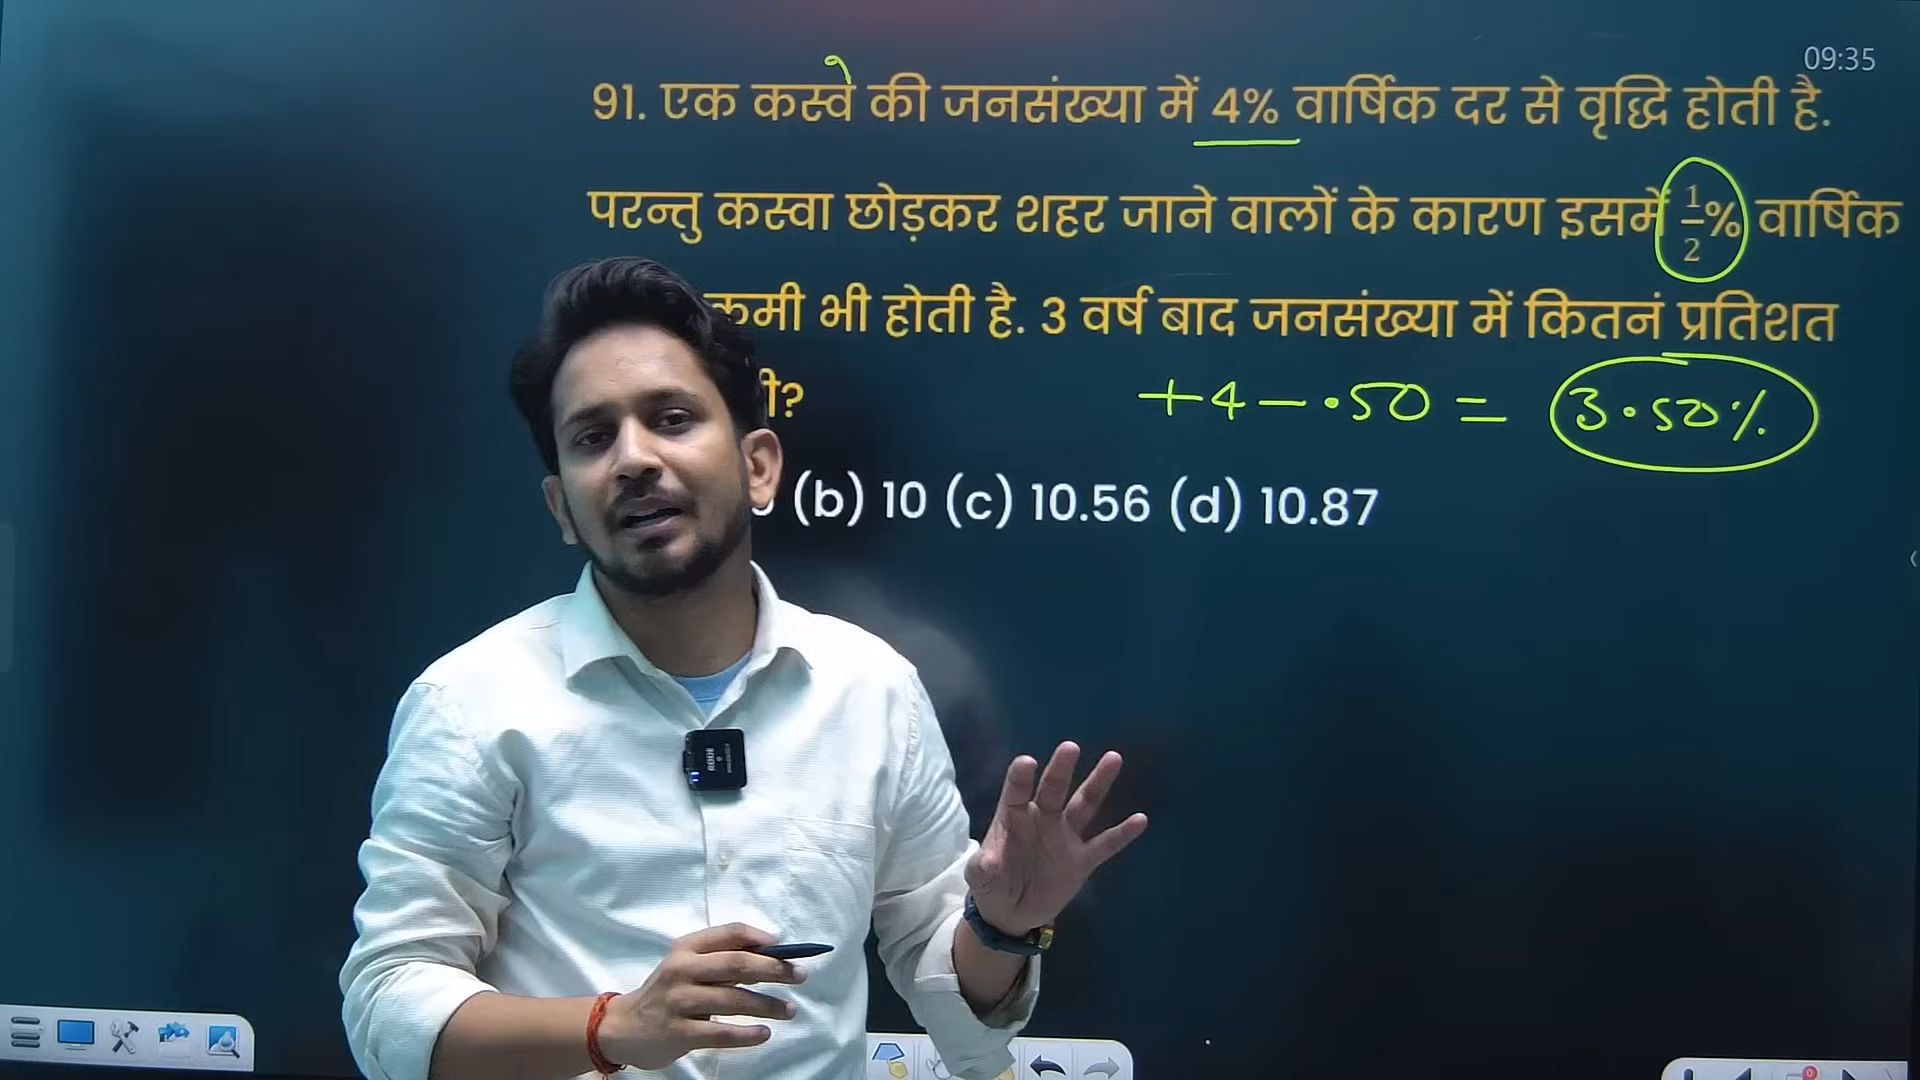 09:35
91. एक कस्वे की जनसंख्या में 4% वार्षिक दर से वृद्धि होती है.
परन्तु कस्वा छोड़कर शहर जाने वालों के कारण इसमें 1/2% वार्षिक
कमी भी होती है. 3 वर्ष बाद जनसंख्या में कितनं प्रतिशत
?
+4-.50 = 3.50%
(b) 10 (c) 10.56 (d) 10.87
RODE